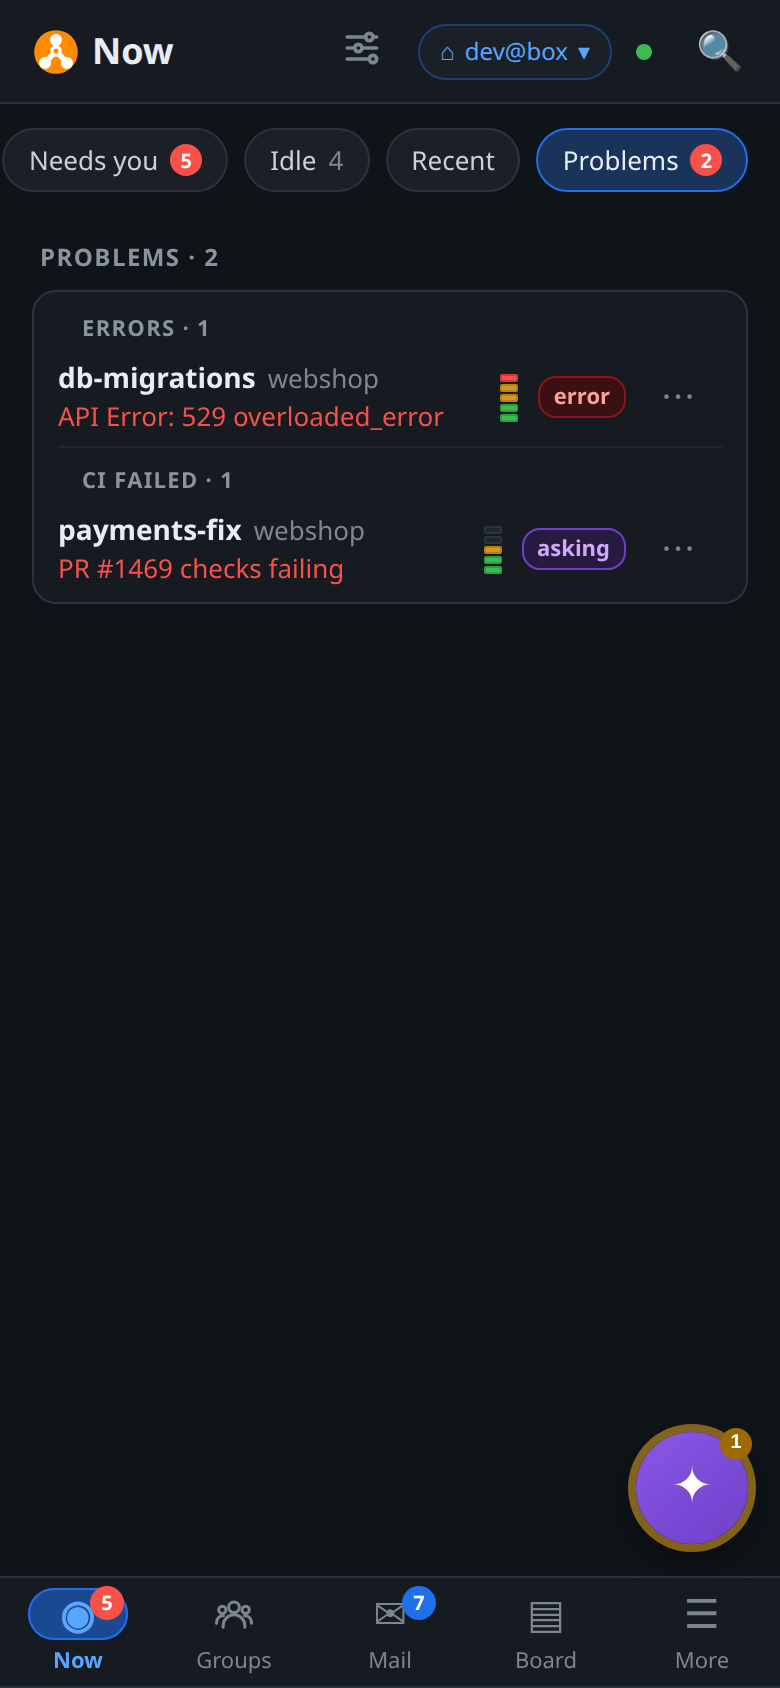 Now
dev@box ▾
Needs you 5
Idle 4
Recent
Problems 2
PROBLEMS · 2
ERRORS · 1
db-migrations webshop
API Error: 529 overloaded_error
error
...
CI FAILED · 1
payments-fix webshop
PR #1469 checks failing
asking
...
1
5
7
Now
Groups
Mail
Board
More